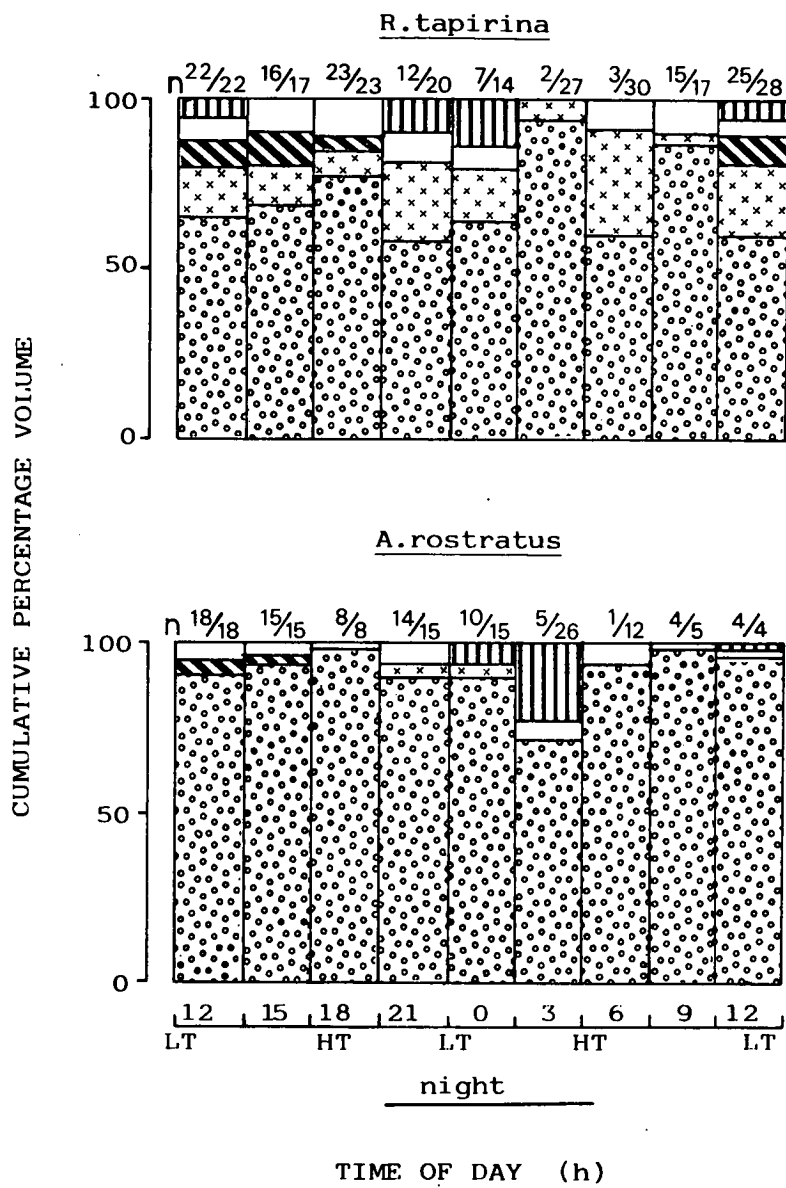 R.tapirina
n 22/22 16/17 23/23 12/20 7/14 2/27 3/30 15/17 25/28
100
50
0
CUMULATIVE PERCENTAGE VOLUME
A.rostratus
n 18/18 15/15 8/8 14/15 10/15 5/26 1/12 4/5 4/4
100
50
0
12 15 18 21 0 3 6 9 12
LT HT LT HT LT
night
TIME OF DAY (h)